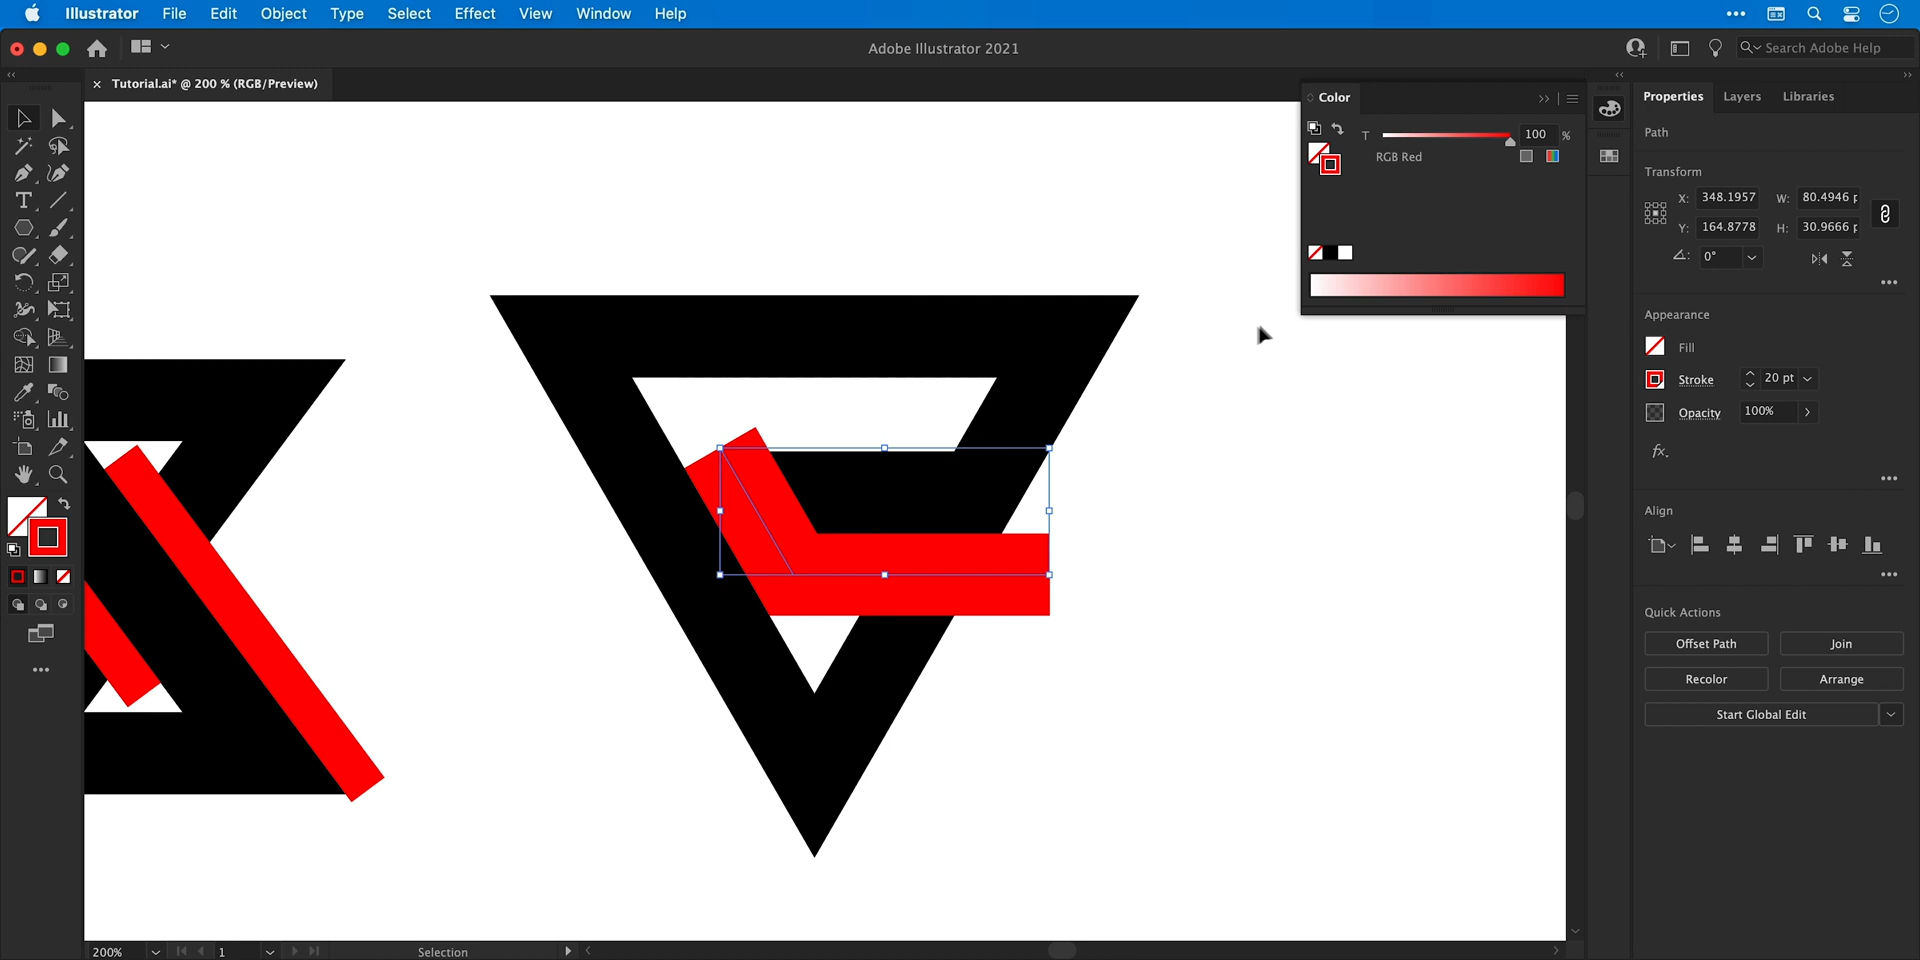 Illustrator File Edit Object Type Select Effect View Window Help
Adobe Illustrator 2021
Search Adobe Help
Tutorial.ai* @ 200 % (RGB/Preview)
Color
T 100 %
RGB Red
Properties Layers Libraries
Path
Transform
X: 348.1957 W: 80.4946 p
Y: 164.8778 H: 30.9666 p
0°
Appearance
Fill
Stroke 20 pt
Opacity 100%
fx.
Align
Quick Actions
Offset Path Join
Recolor Arrange
Start Global Edit
200% 1 Selection